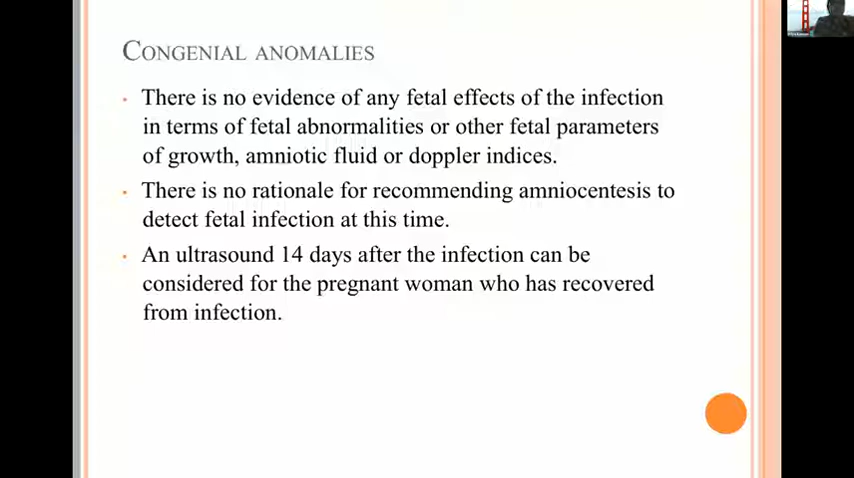 CONGENIAL ANOMALIES
There is no evidence of any fetal effects of the infection
in terms of fetal abnormalities or other fetal parameters
of growth, amniotic fluid or doppler indices.
There is no rationale for recommending amniocentesis to
detect fetal infection at this time.
An ultrasound 14 days after the infection can be
considered for the pregnant woman who has recovered
from infection.